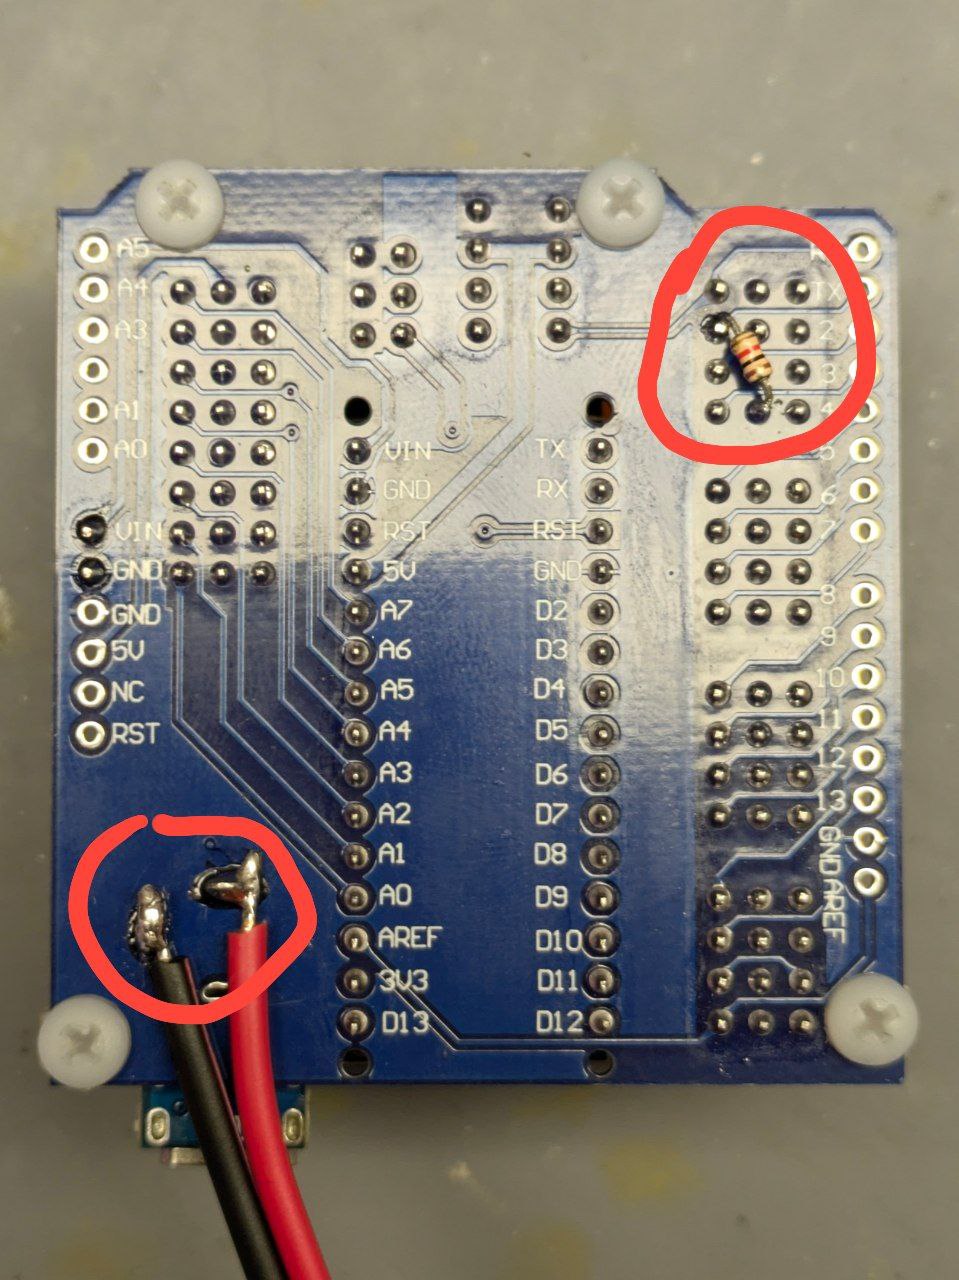 A5
A4
A3
A1
A0
VIN
GND
GND
5V
NC
RST
VIN
GND
RST
5V
A7
A6
A5
A4
A3
A2
A1
A0
AREF
3V3
D13
TX
RX
RST
GND
D2
D3
D4
D5
D6
D7
D8
D9
D10
D11
D12
TX
2
3
4
5
6
7
8
9
10
11
12
13
GND
AREF